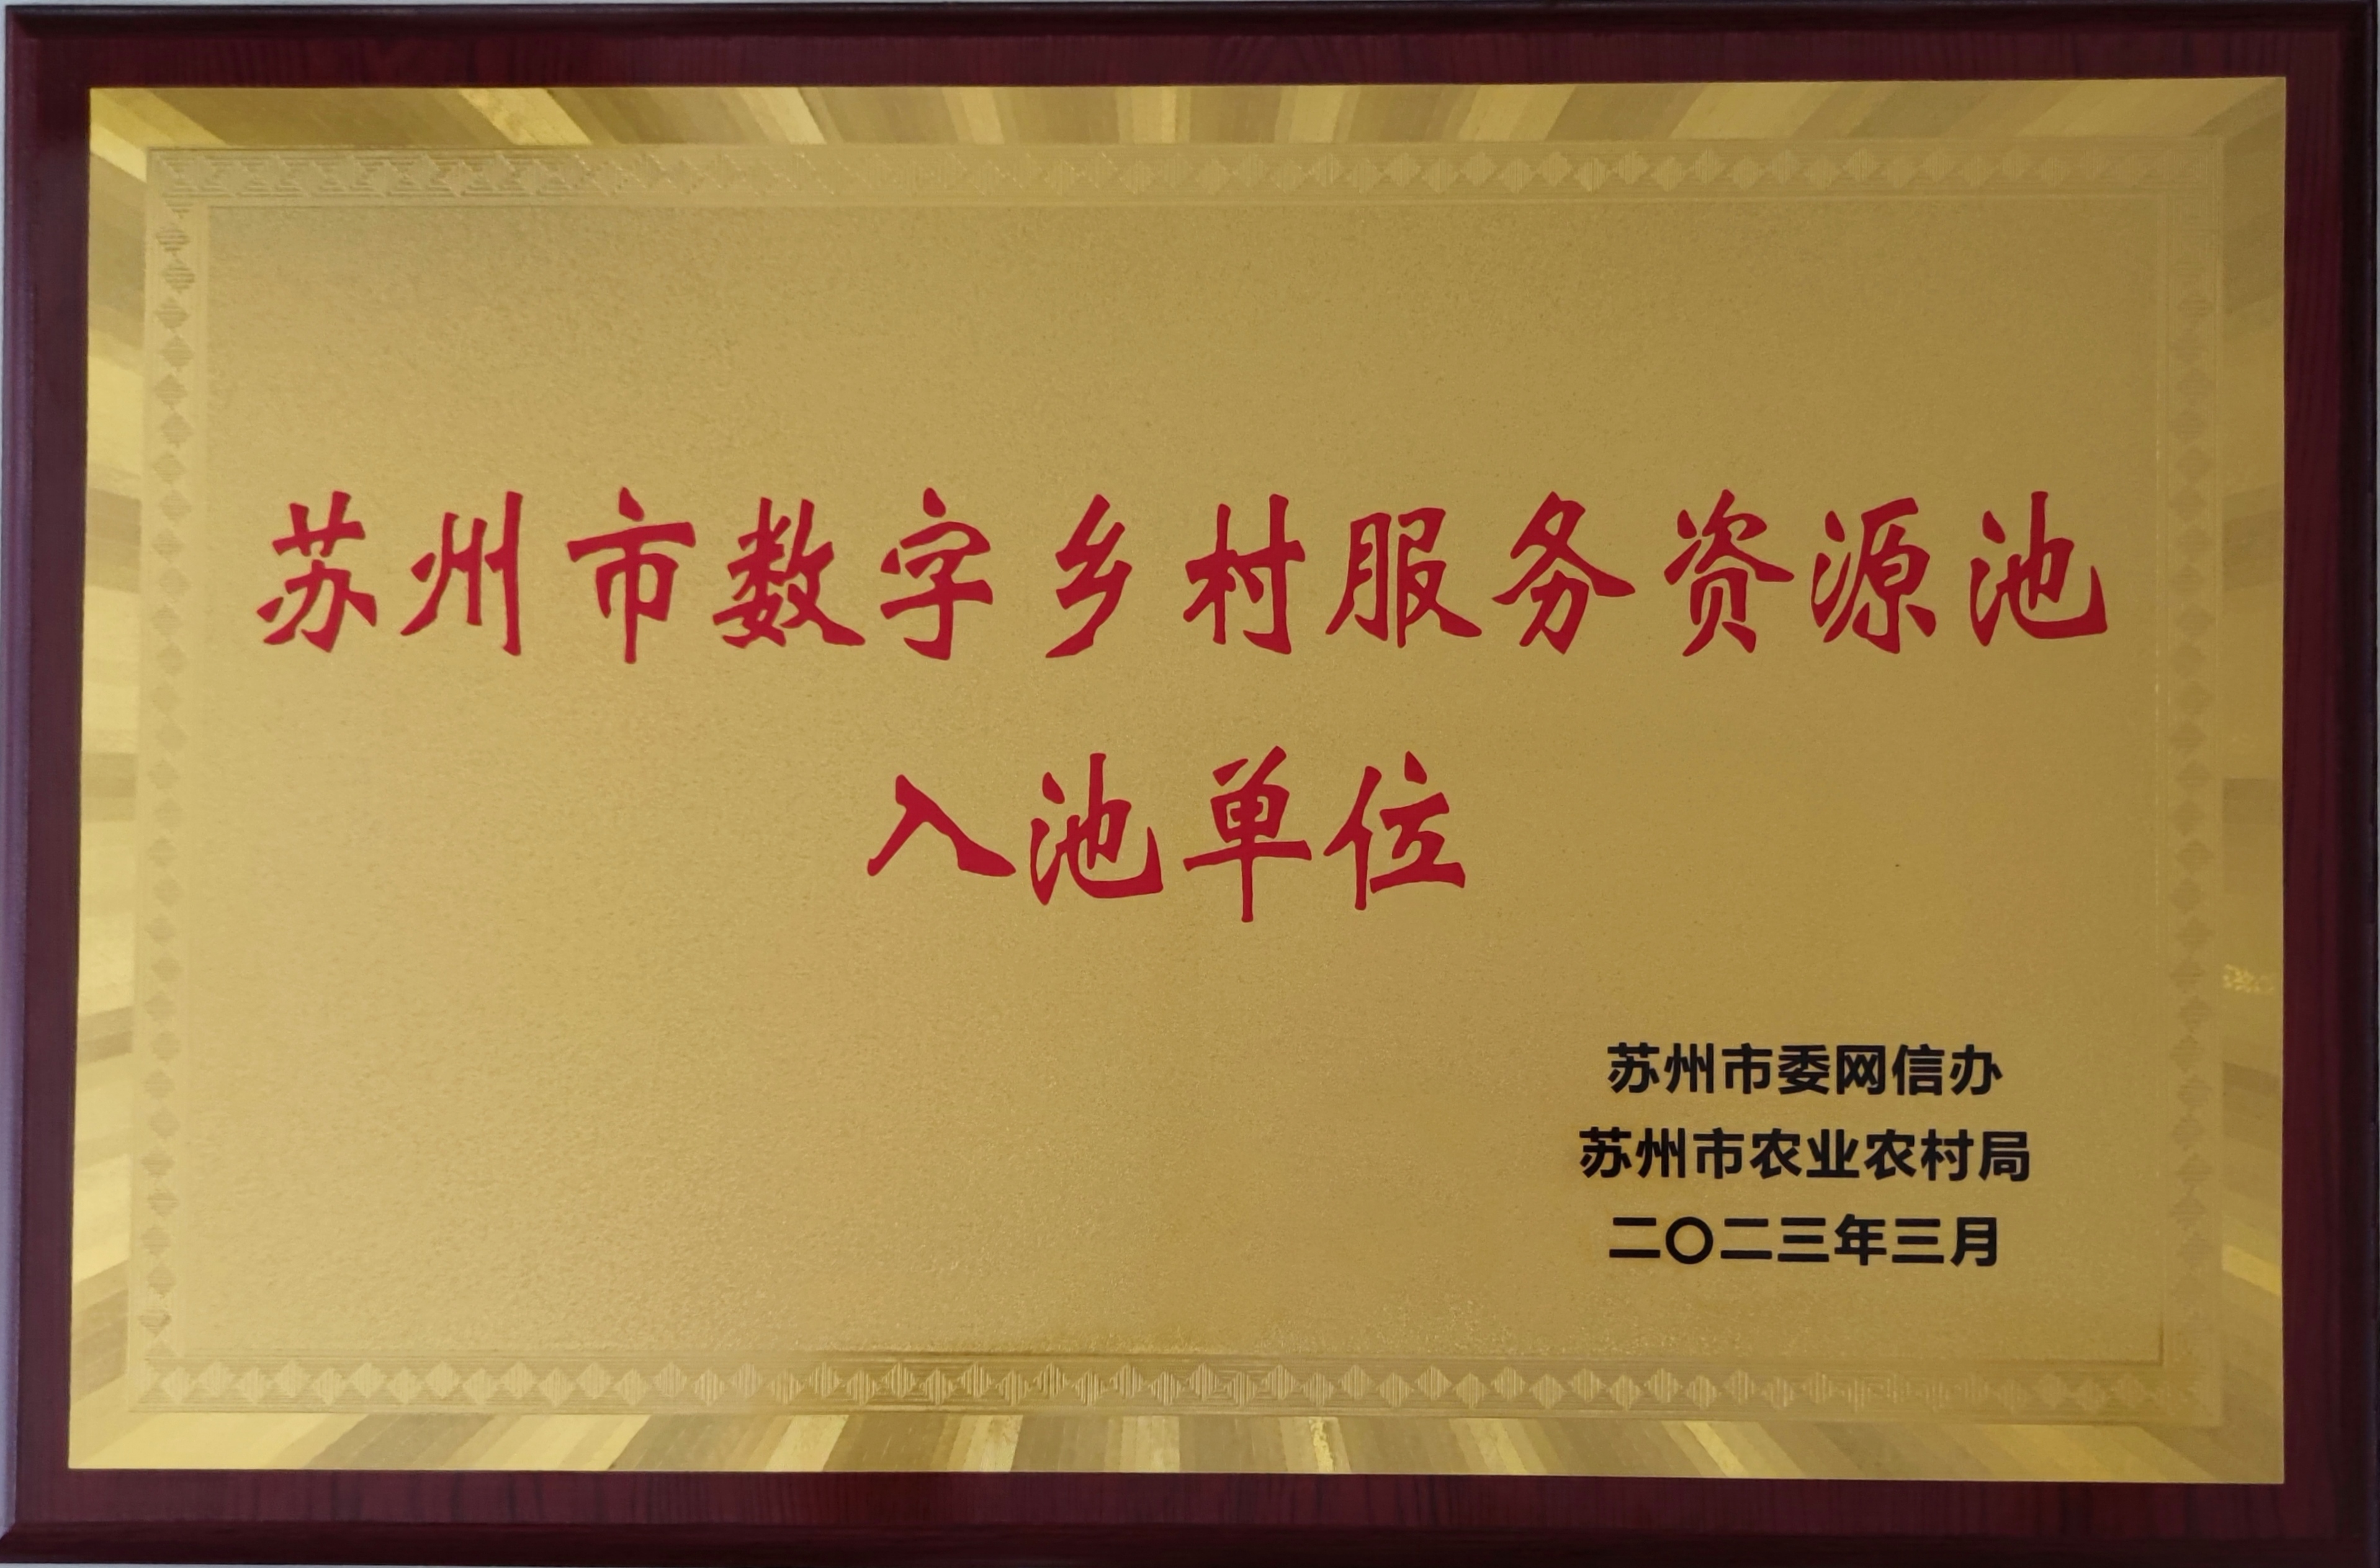 苏州市数字乡村服务资源池
入池单位
苏州市委网信办
苏州市农业农村局
二〇二三年三月